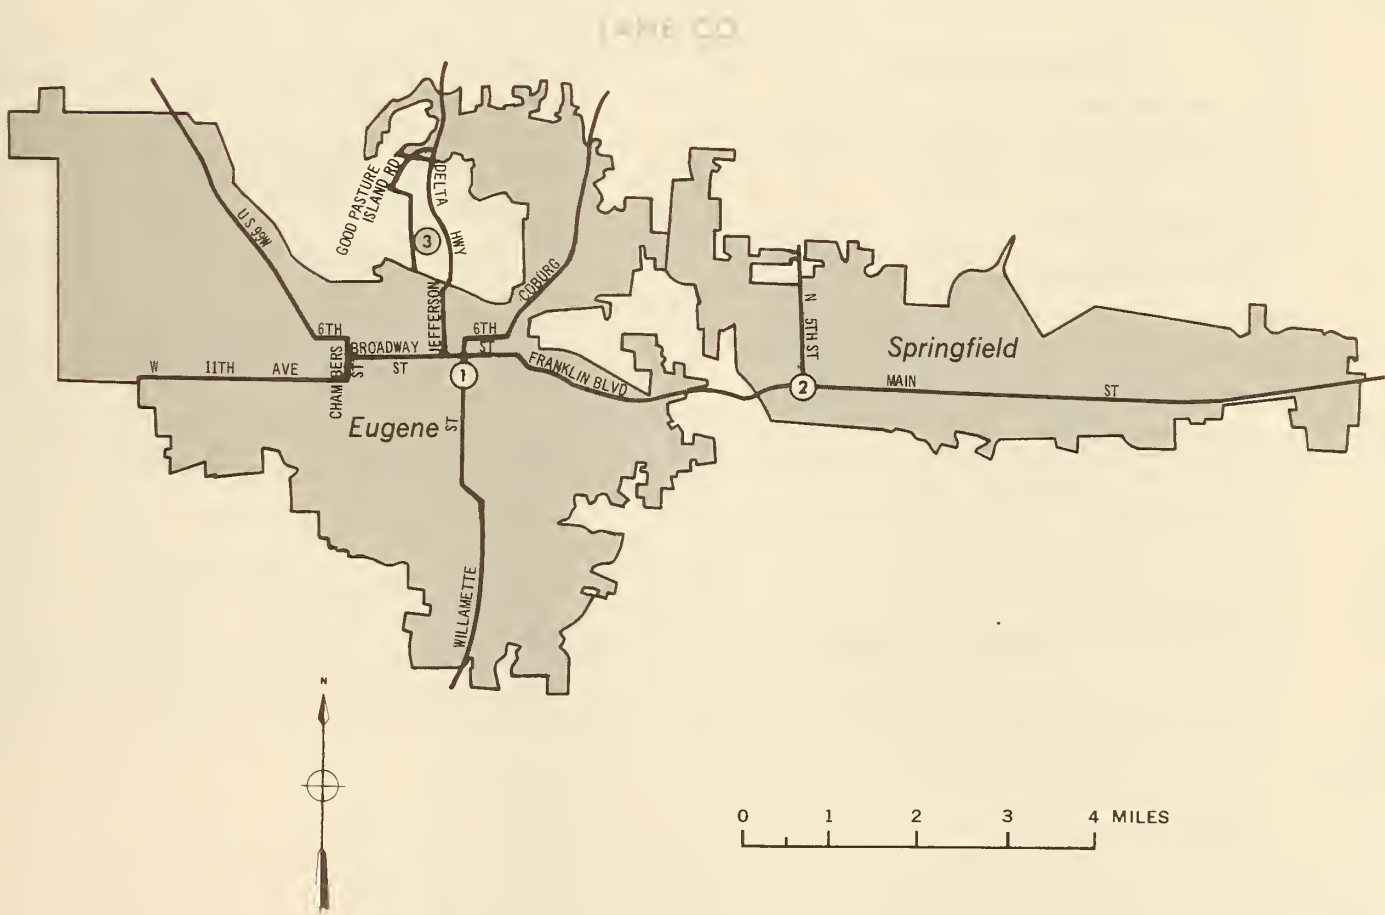 LANE CO
U S 99W
GOOD PASTURE
ISLAND RD
DELTA
HWY
3
COBURG
JEFFERSON
6TH
6TH
ST
BROADWAY
ST
CHAMBERS
ST
W 11TH AVE
FRANKLIN BLVD
1
N 5TH ST
Springfield
2
MAIN ST
Eugene
ST
WILLAMETTE
N
0 1 2 3 4 MILES